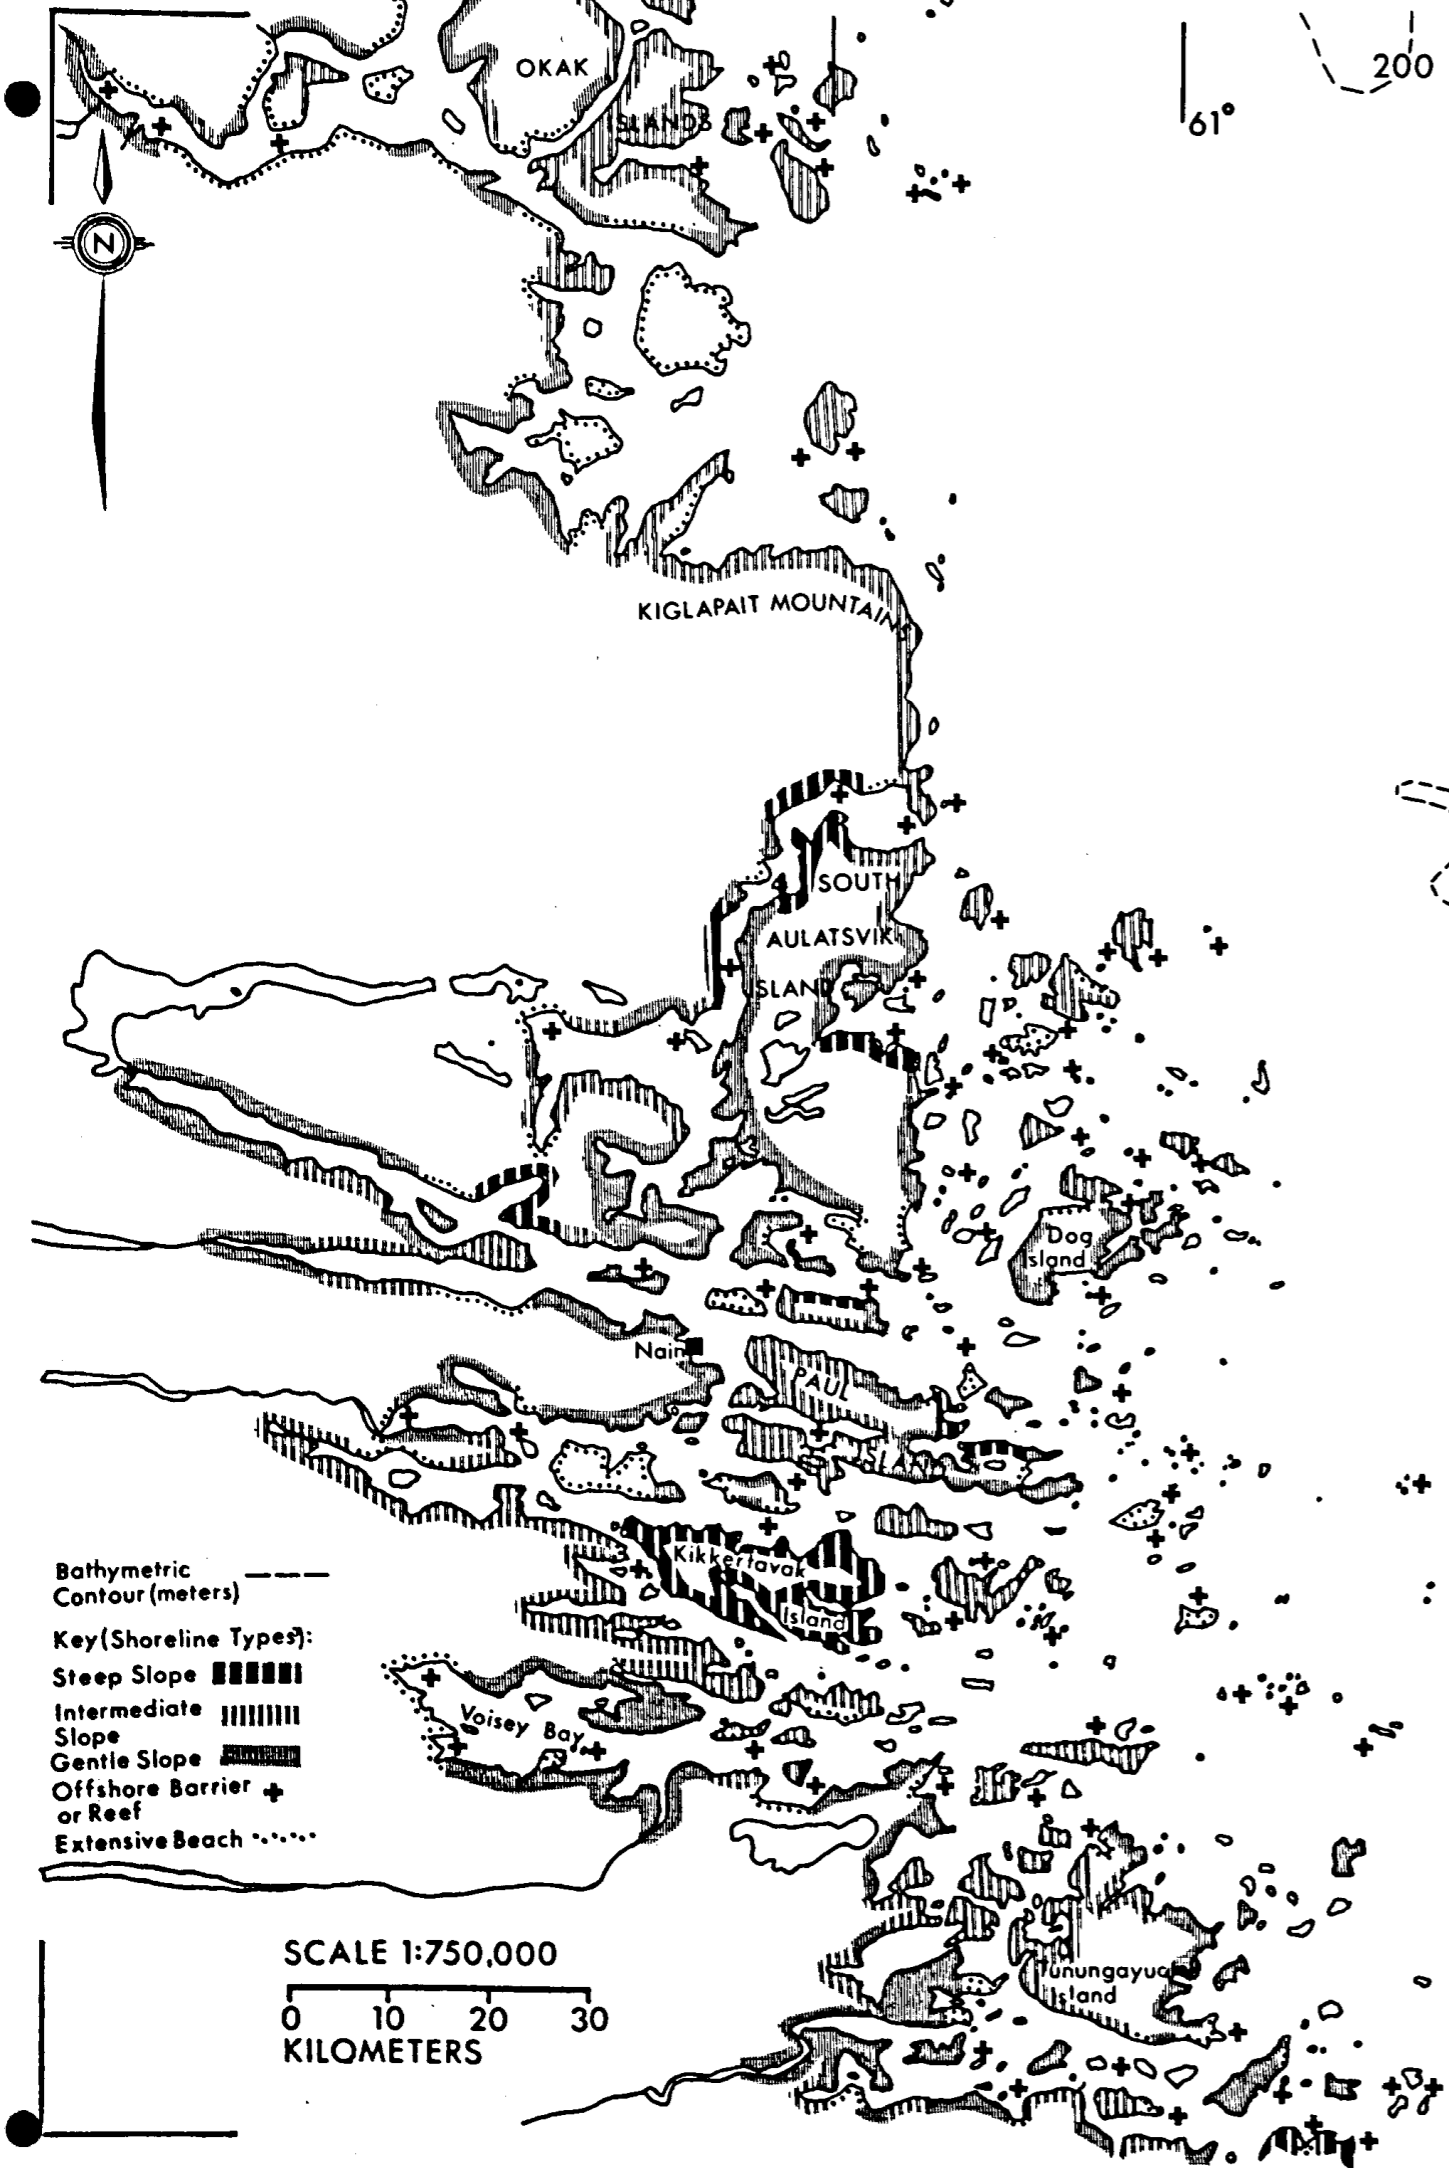 OKAK
ISLANDS
200
61°
N
KIGLAPAIT MOUNTAINS
SOUTH
AULATSVIK
ISLAND
Dog
Island
Nain
PAUL
ISLAND
Kikkertavak
Island
Bathymetric
Contour (meters)
Key (Shoreline Types):
Steep Slope
Intermediate
Slope
Gentle Slope
Offshore Barrier
or Reef
Extensive Beach
Voisey Bay
Island
SCALE 1:750,000
0 10 20 30
KILOMETERS